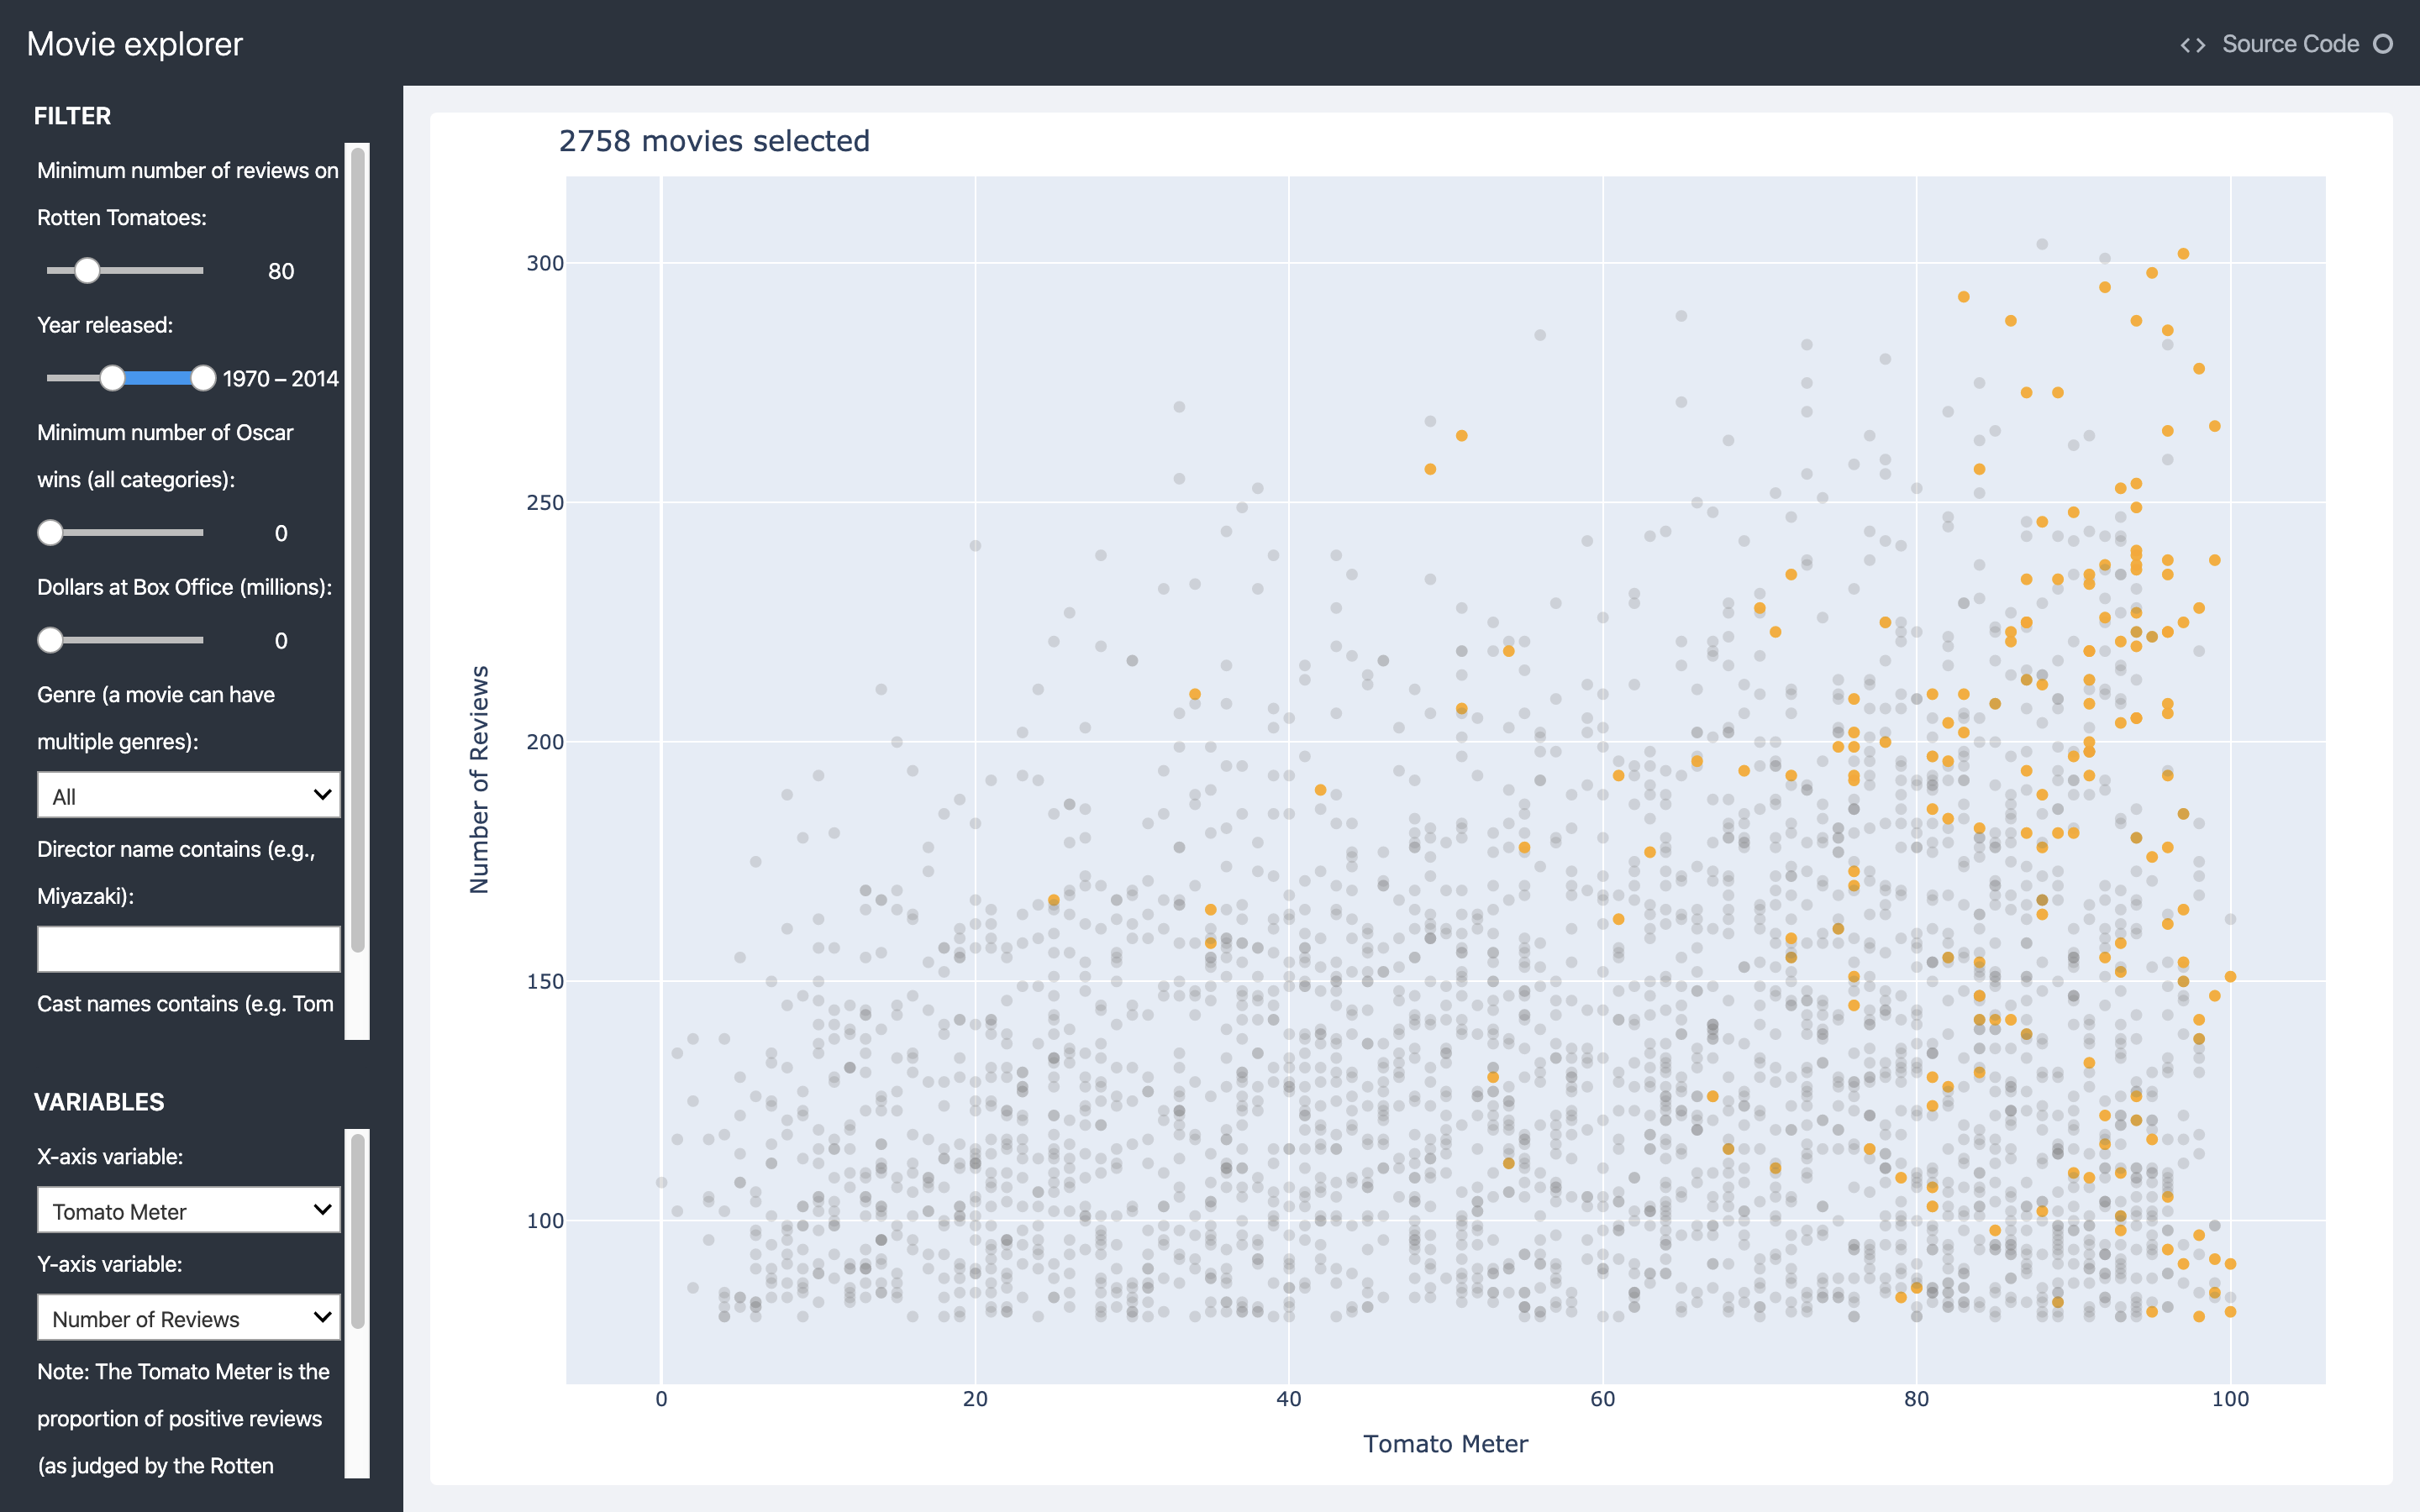 Movie explorer
<> Source Code
FILTER
Minimum number of reviews on
Rotten Tomatoes:
80
Year released:
1970 – 2014
Minimum number of Oscar
wins (all categories):
0
Dollars at Box Office (millions):
0
Genre (a movie can have
multiple genres):
All
Director name contains (e.g.,
Miyazaki):
Cast names contains (e.g. Tom
VARIABLES
X-axis variable:
Tomato Meter
Y-axis variable:
Number of Reviews
Note: The Tomato Meter is the
proportion of positive reviews
(as judged by the Rotten
2758 movies selected
Number of Reviews
300
250
200
150
100
0 20 40 60 80 100
Tomato Meter